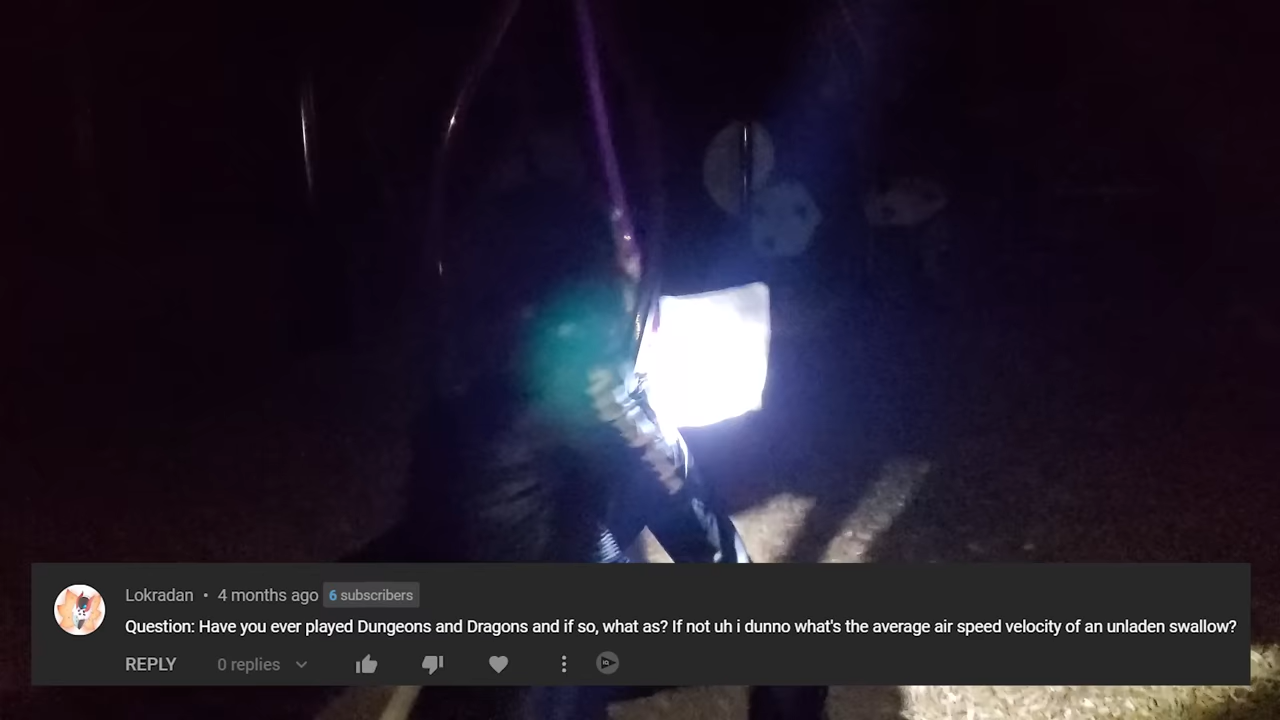 Lokradan • 4 months ago 6 subscribers
Question: Have you ever played Dungeons and Dragons and if so, what as? If not uh i dunno what's the average air speed velocity of an unladen swallow?
REPLY 0 replies
IQ